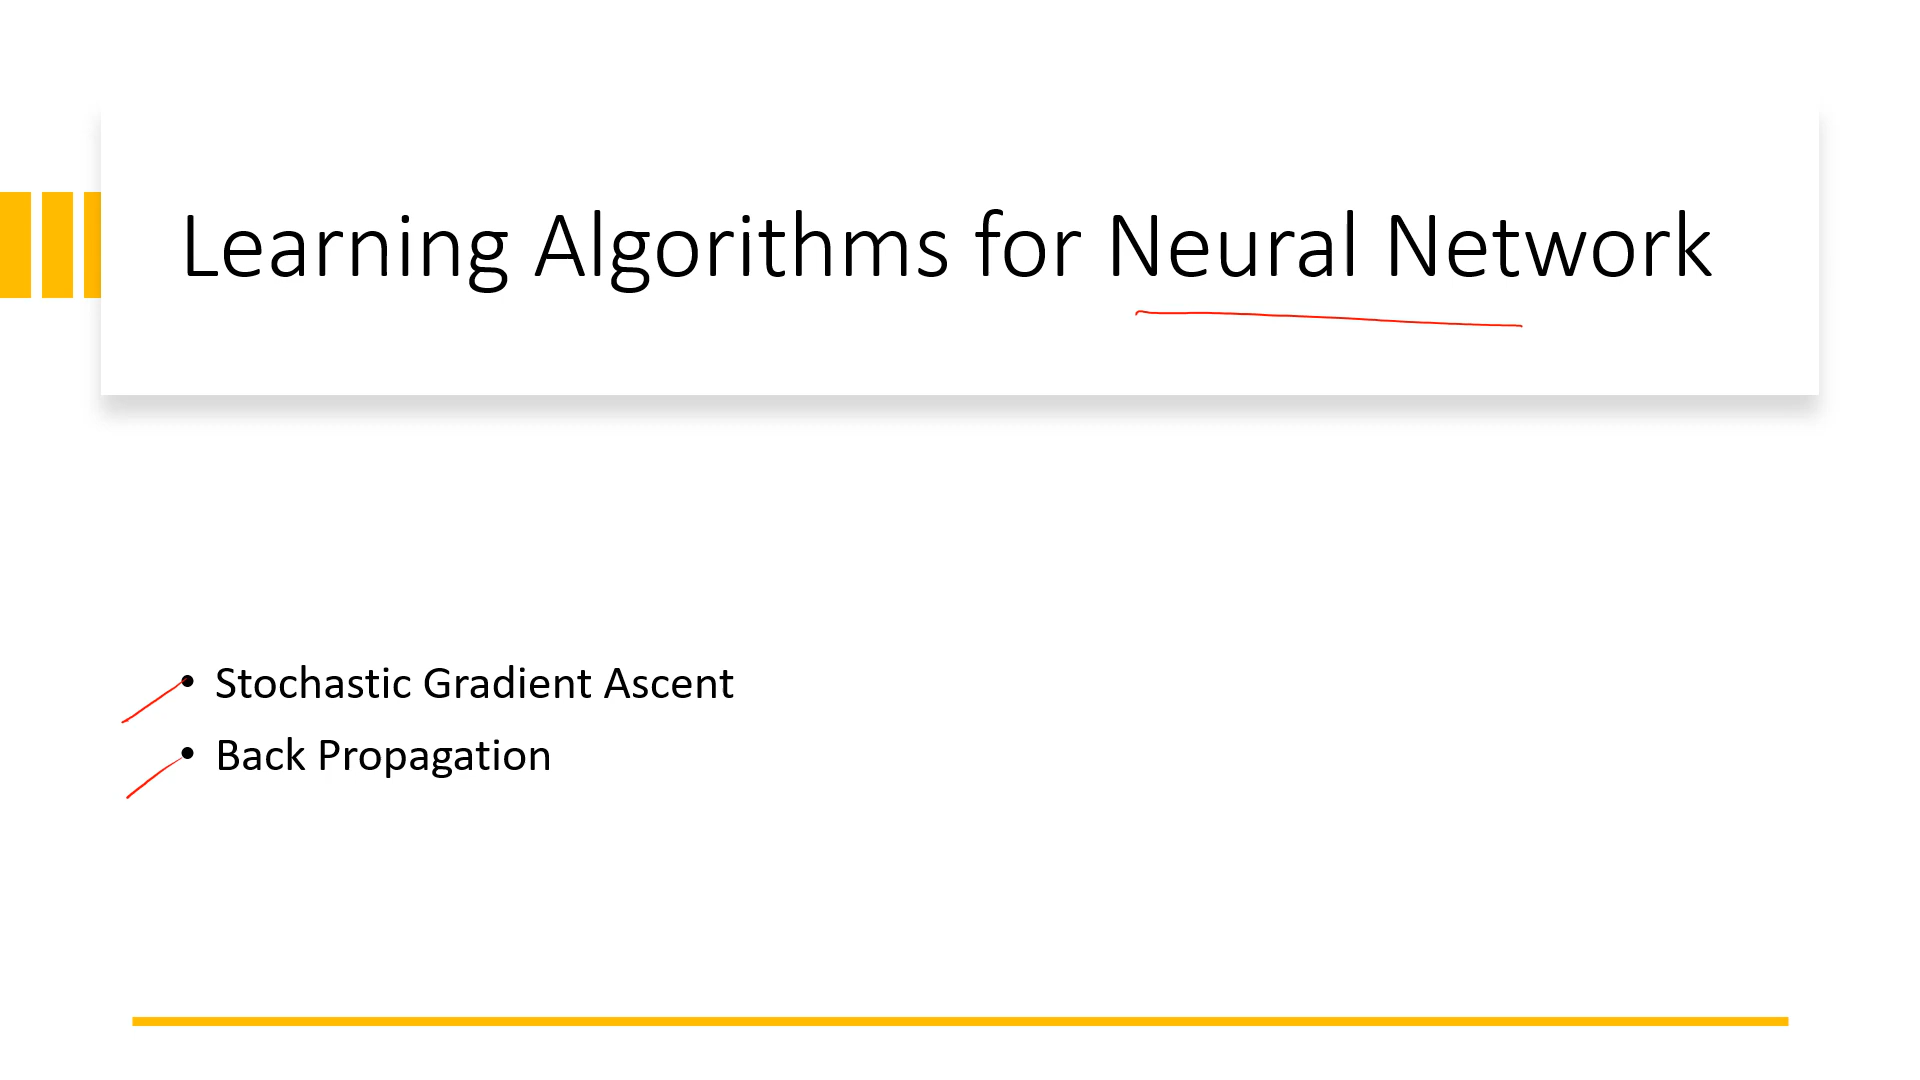 Learning Algorithms for Neural Network
• Stochastic Gradient Ascent
• Back Propagation